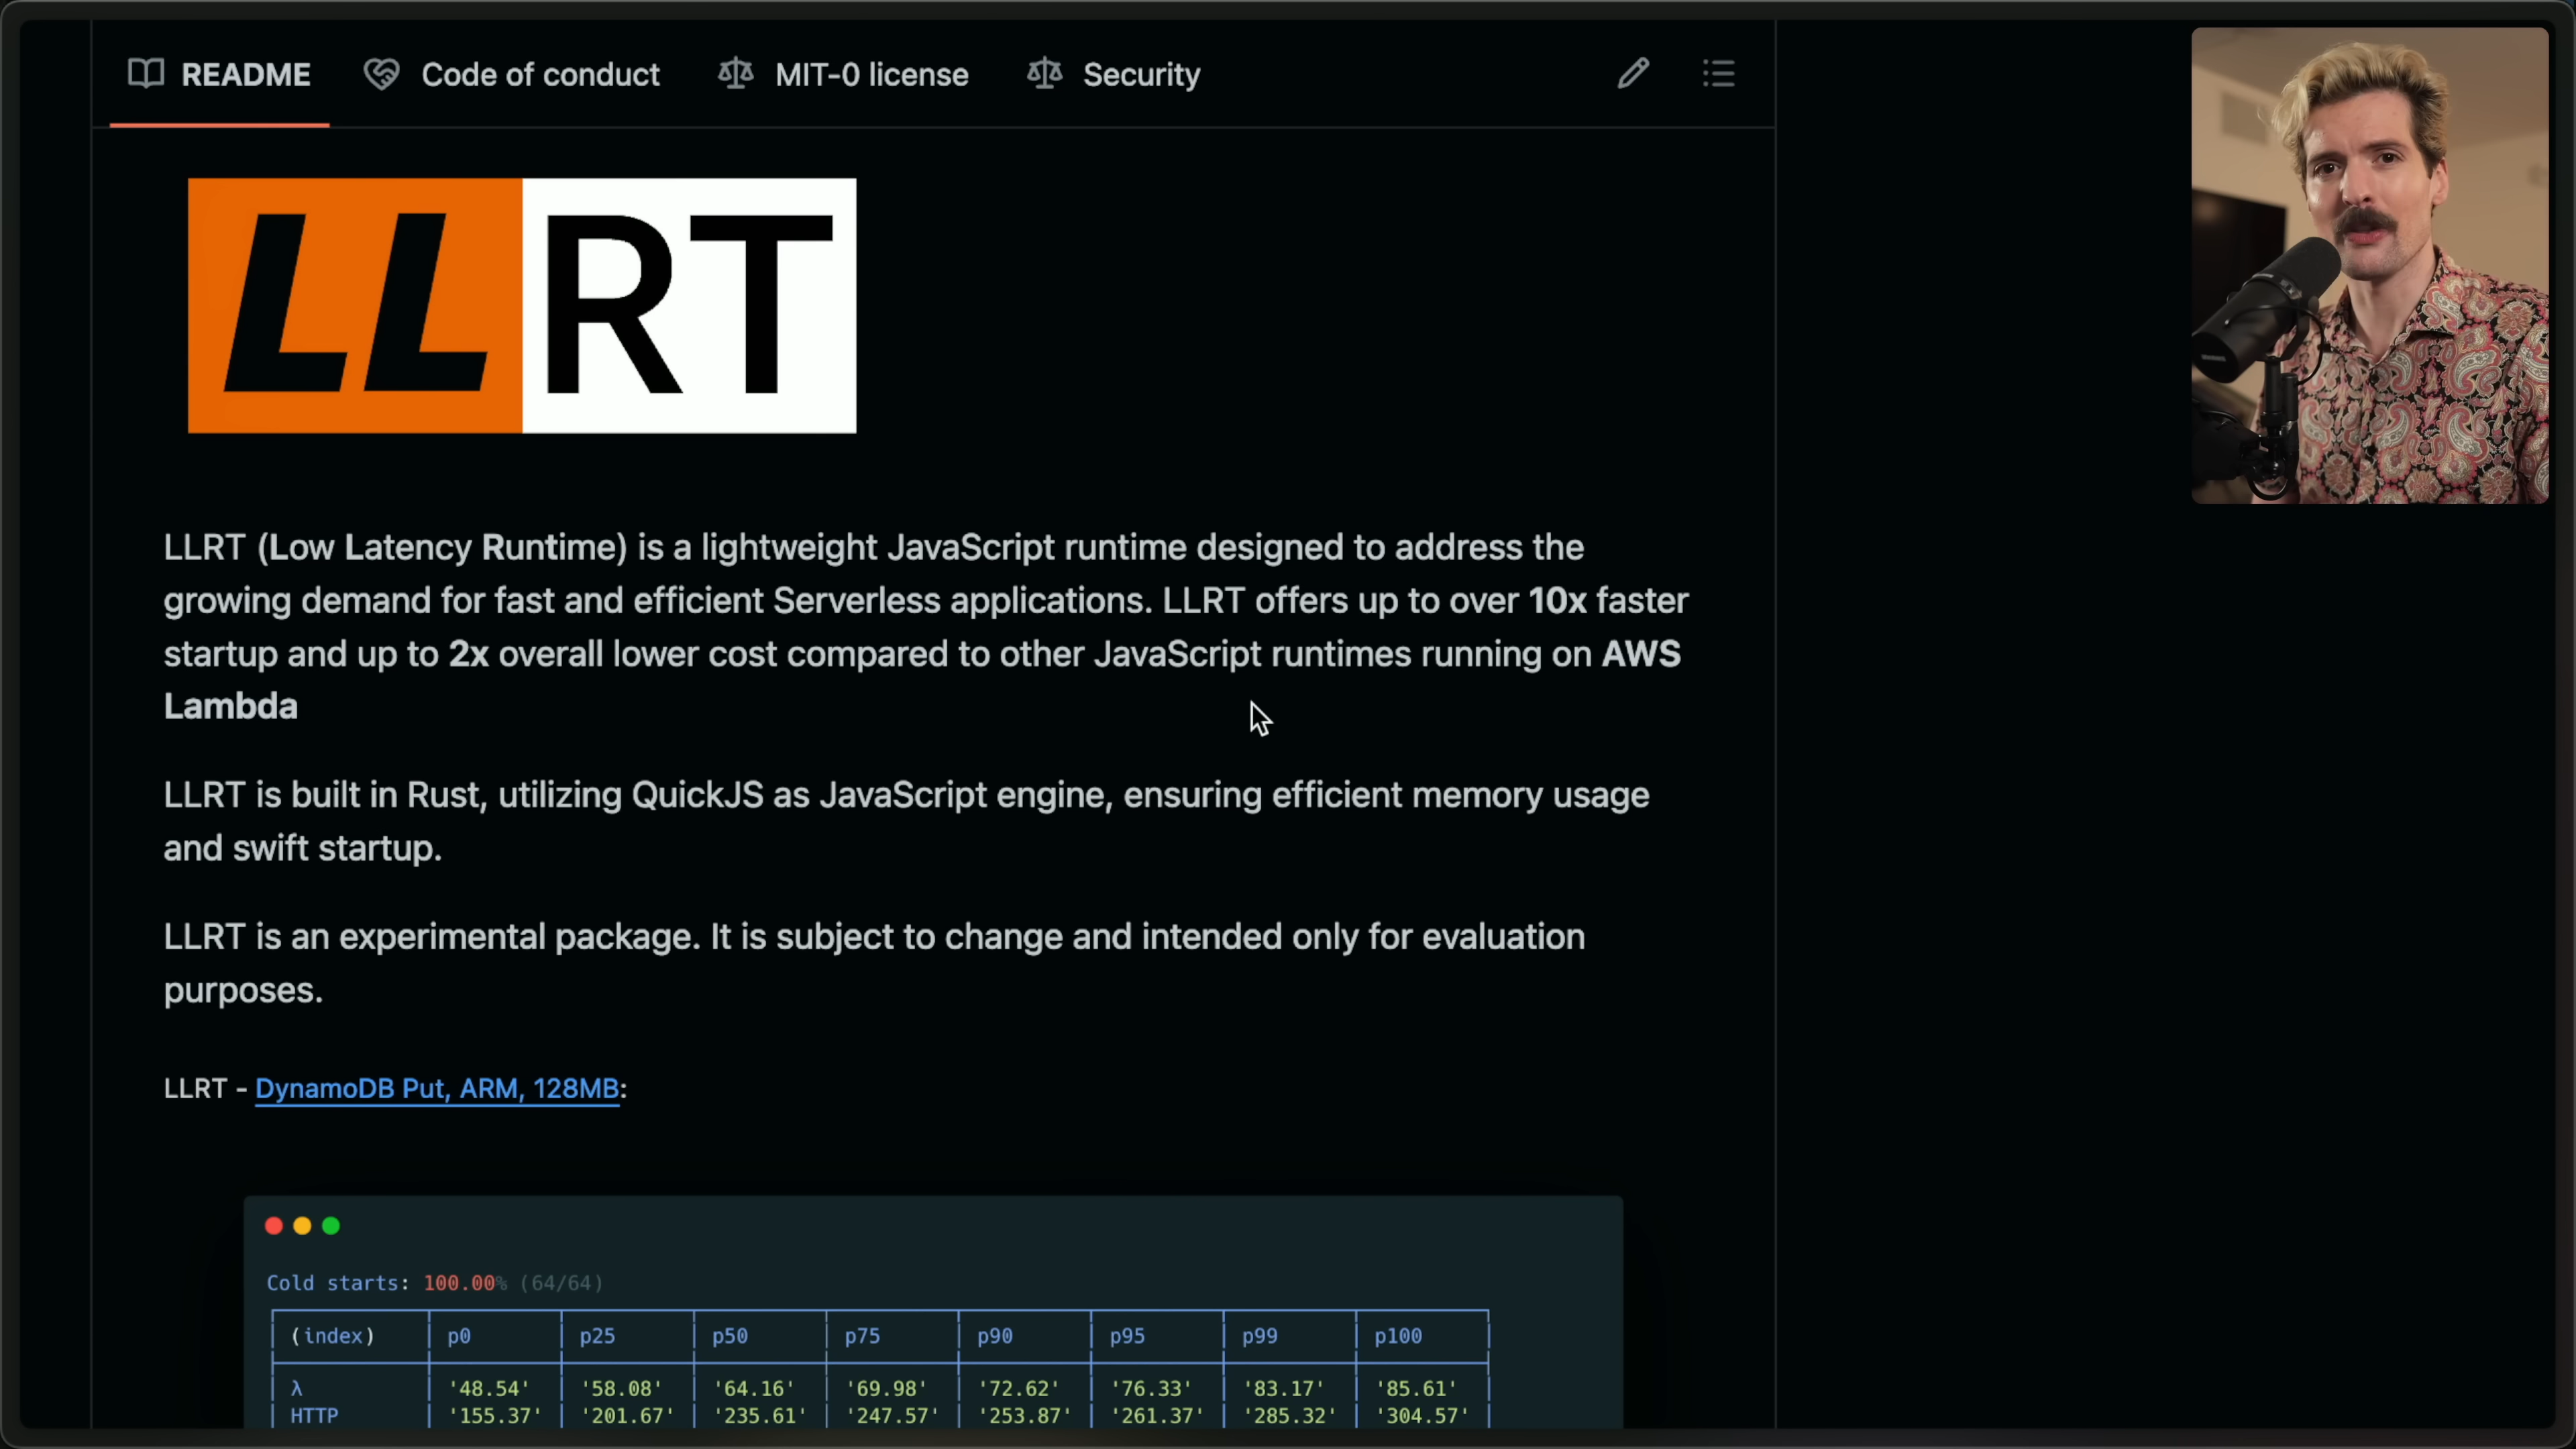 README Code of conduct MIT-0 license Security
LLRT
LLRT (Low Latency Runtime) is a lightweight JavaScript runtime designed to address the
growing demand for fast and efficient Serverless applications. LLRT offers up to over 10x faster
startup and up to 2x overall lower cost compared to other JavaScript runtimes running on AWS
Lambda
LLRT is built in Rust, utilizing QuickJS as JavaScript engine, ensuring efficient memory usage
and swift startup.
LLRT is an experimental package. It is subject to change and intended only for evaluation
purposes.
LLRT - DynamoDB Put, ARM, 128MB:
Cold starts: 100.00% (64/64)
(index) p0 p25 p50 p75 p90 p95 p99 p100
λ '48.54' '58.08' '64.16' '69.98' '72.62' '76.33' '83.17' '85.61'
HTTP '155.37' '201.67' '235.61' '247.57' '253.87' '261.37' '285.32' '304.57'